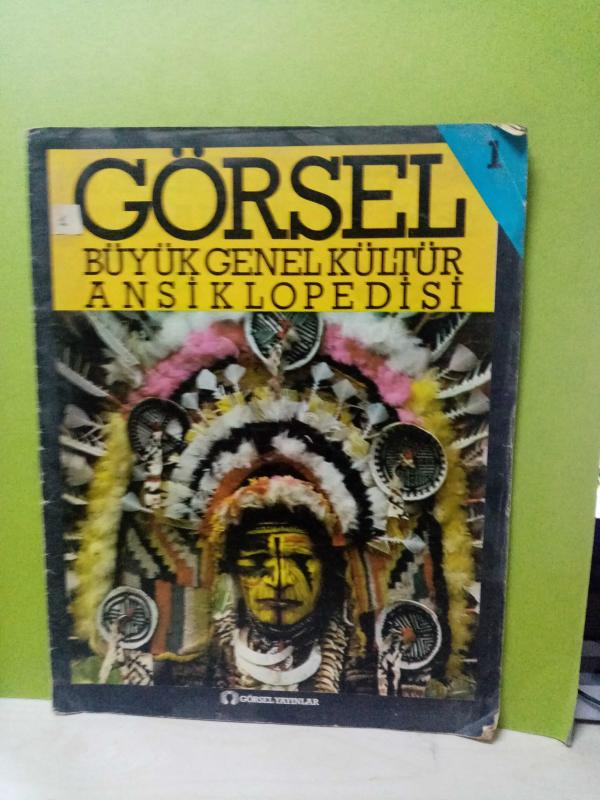 1
GÖRSEL
BÜYÜK GENEL KÜLTÜR
ANSİKLOPEDİSİ
GÖRSEL YAYINLAR